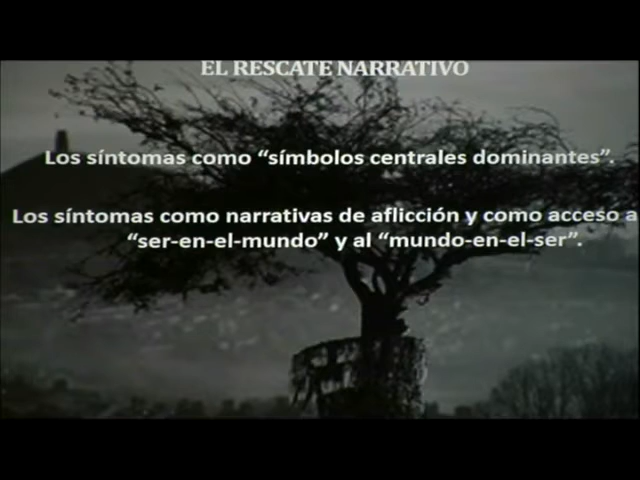 EL RESCATE NARRATIVO
Los síntomas como “símbolos centrales dominantes”.
Los síntomas como narrativas de aflicción y como acceso a
“ser-en-el-mundo” y al “mundo-en-el-ser”.